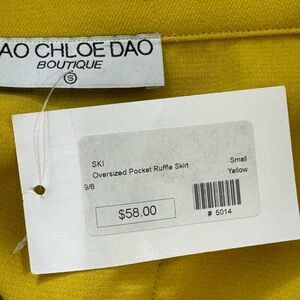 AO CHLOE DAO
BOUTIQUE
S
SKI
Small
Oversized Pocket Ruffle Skirt
Yellow
9/6
$58.00
# 5014